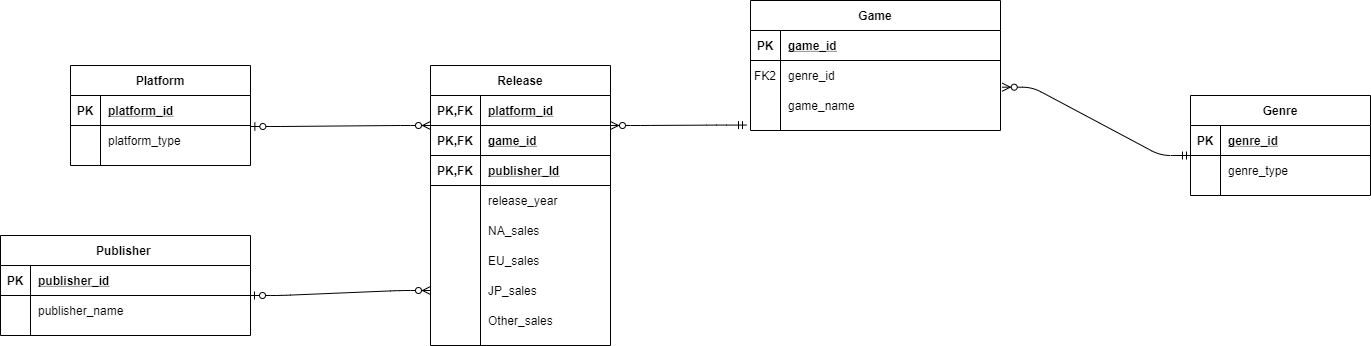 Platform
PK platform_id
platform_type
Publisher
PK publisher_id
publisher_name
Release
PK,FK platform_id
PK,FK game_id
PK,FK publisher_Id
release_year
NA_sales
EU_sales
JP_sales
Other_sales
Game
PK game_id
FK2 genre_id
game_name
Genre
PK genre_id
genre_type